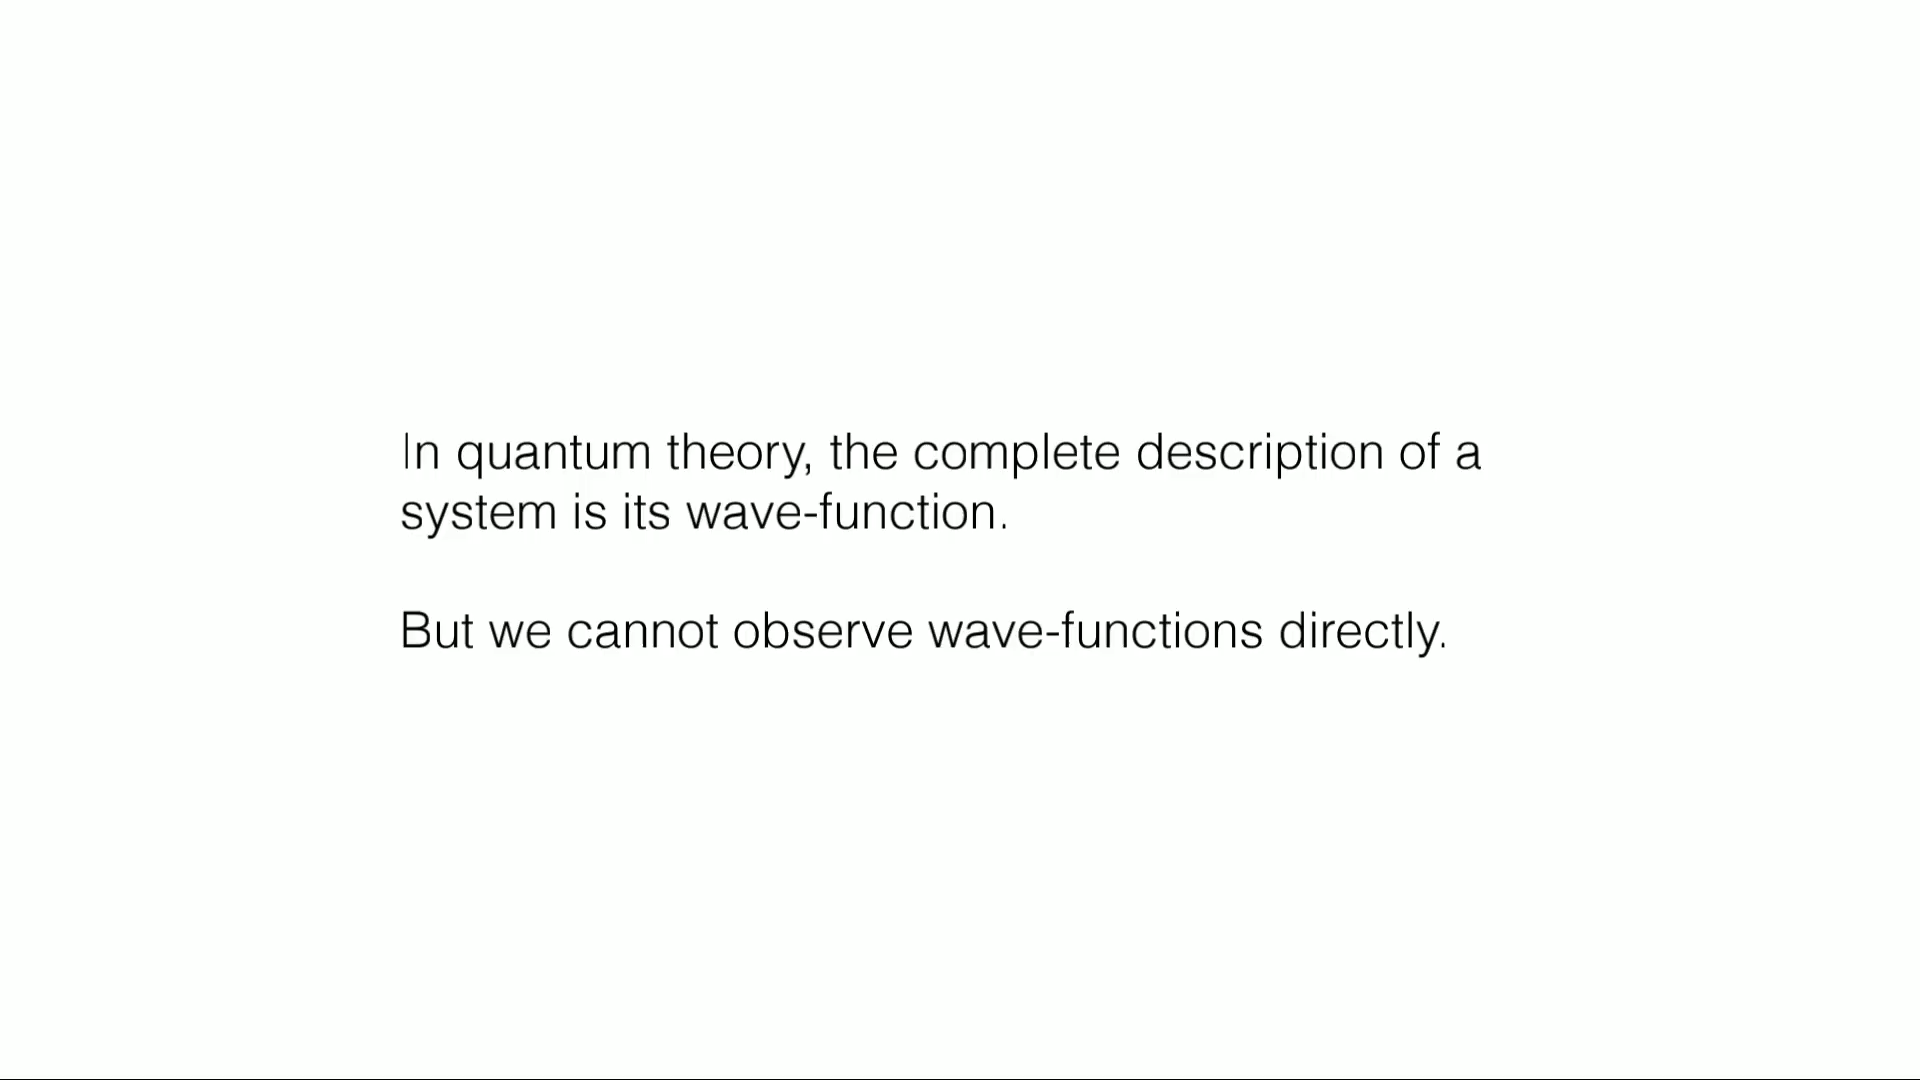 In quantum theory, the complete description of a
system is its wave-function.
But we cannot observe wave-functions directly.